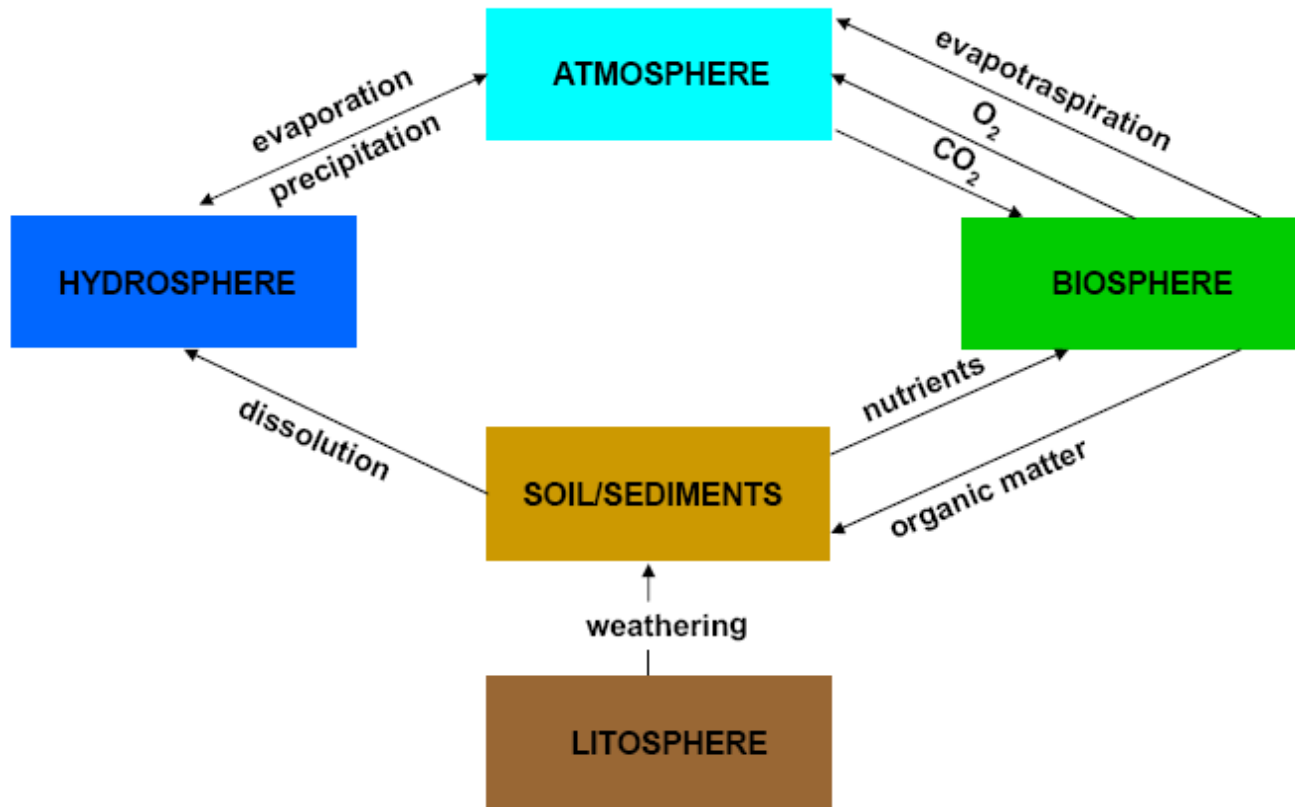 ATMOSPHERE
evaporation
precipitation
evapotraspiration
O₂
CO₂
HYDROSPHERE
BIOSPHERE
dissolution
nutrients
organic matter
SOIL/SEDIMENTS
weathering
LITOSPHERE